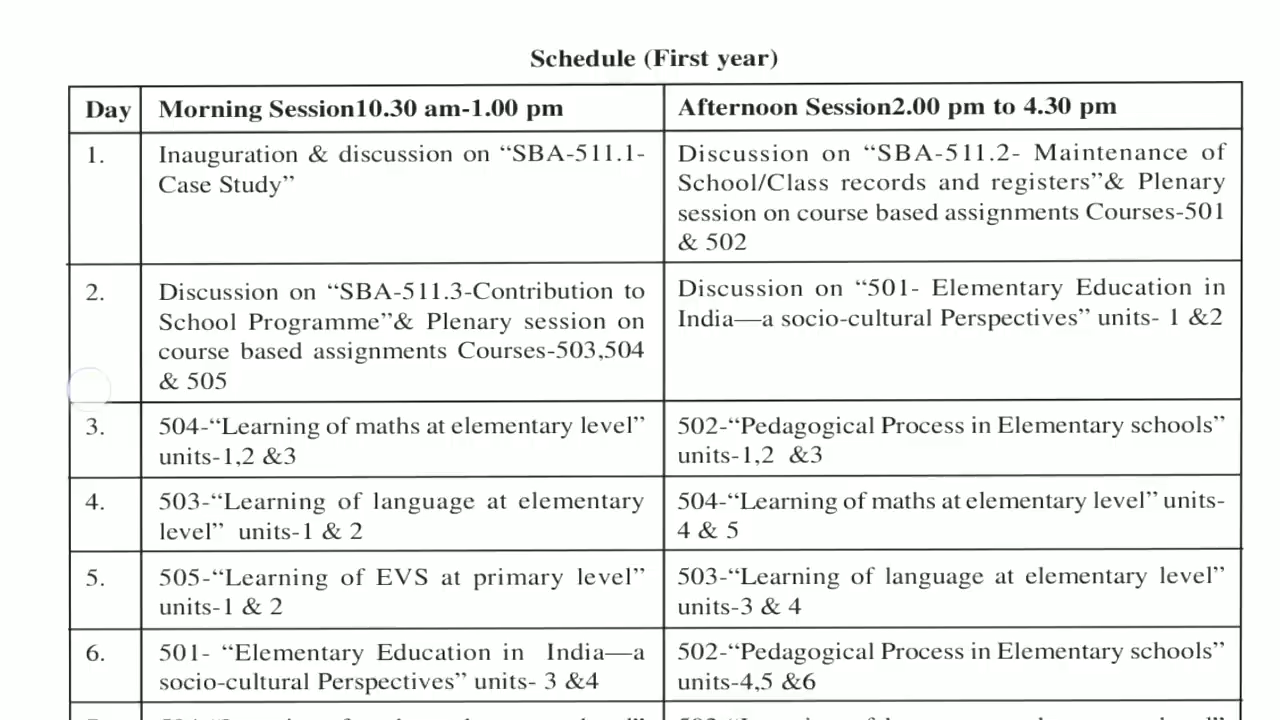 Schedule (First year)
Day
Morning Session10.30 am-1.00 pm
Afternoon Session2.00 pm to 4.30 pm
1.
Inauguration & discussion on “SBA-511.1-
Case Study”
Discussion on “SBA-511.2- Maintenance of
School/Class records and registers”& Plenary
session on course based assignments Courses-501
& 502
2.
Discussion on “SBA-511.3-Contribution to
School Programme”& Plenary session on
course based assignments Courses-503,504
& 505
Discussion on “501- Elementary Education in
India—a socio-cultural Perspectives” units- 1 &2
3.
504-“Learning of maths at elementary level”
units-1,2 &3
502-“Pedagogical Process in Elementary schools”
units-1,2  &3
4.
503-“Learning of language at elementary
level”  units-1 & 2
504-“Learning of maths at elementary level” units-
4 & 5
5.
505-“Learning of EVS at primary level”
units-1 & 2
503-“Learning of language at elementary level”
units-3 & 4
6.
501- “Elementary Education in  India—a
socio-cultural Perspectives” units- 3 &4
502-“Pedagogical Process in Elementary schools”
units-4,5 &6